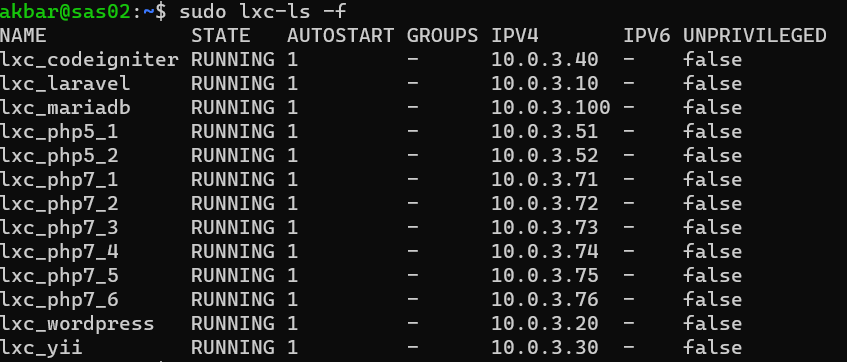 akbar@sas02:~$ sudo lxc-ls -f
NAME            STATE   AUTOSTART GROUPS IPV4       IPV6 UNPRIVILEGED
lxc_codeigniter RUNNING 1         -      10.0.3.40  -    false
lxc_laravel     RUNNING 1         -      10.0.3.10  -    false
lxc_mariadb     RUNNING 1         -      10.0.3.100 -    false
lxc_php5_1      RUNNING 1         -      10.0.3.51  -    false
lxc_php5_2      RUNNING 1         -      10.0.3.52  -    false
lxc_php7_1      RUNNING 1         -      10.0.3.71  -    false
lxc_php7_2      RUNNING 1         -      10.0.3.72  -    false
lxc_php7_3      RUNNING 1         -      10.0.3.73  -    false
lxc_php7_4      RUNNING 1         -      10.0.3.74  -    false
lxc_php7_5      RUNNING 1         -      10.0.3.75  -    false
lxc_php7_6      RUNNING 1         -      10.0.3.76  -    false
lxc_wordpress   RUNNING 1         -      10.0.3.20  -    false
lxc_yii         RUNNING 1         -      10.0.3.30  -    false